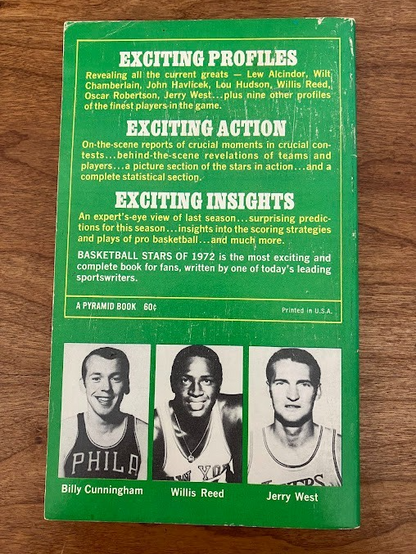 EXCITING PROFILES
Revealing all the current greats — Lew Alcindor, Wilt
Chamberlain, John Havlicek, Lou Hudson, Willis Reed,
Oscar Robertson, Jerry West...plus nine other profiles
of the finest players in the game.
EXCITING ACTION
On-the-scene reports of crucial moments in crucial con-
tests...behind-the-scene revelations of teams and
players...a picture section of the stars in action...and a
complete statistical section.
EXCITING INSIGHTS
An expert's-eye view of last season...surprising predic-
tions for this season...insights into the scoring strategies
and plays of pro basketball...and much more.
BASKETBALL STARS OF 1972 is the most exciting and
complete book for fans, written by one of today's leading
sportswriters.
A PYRAMID BOOK 60¢
Printed in U.S.A.
PHILA
Billy Cunningham
Willis Reed
Jerry West